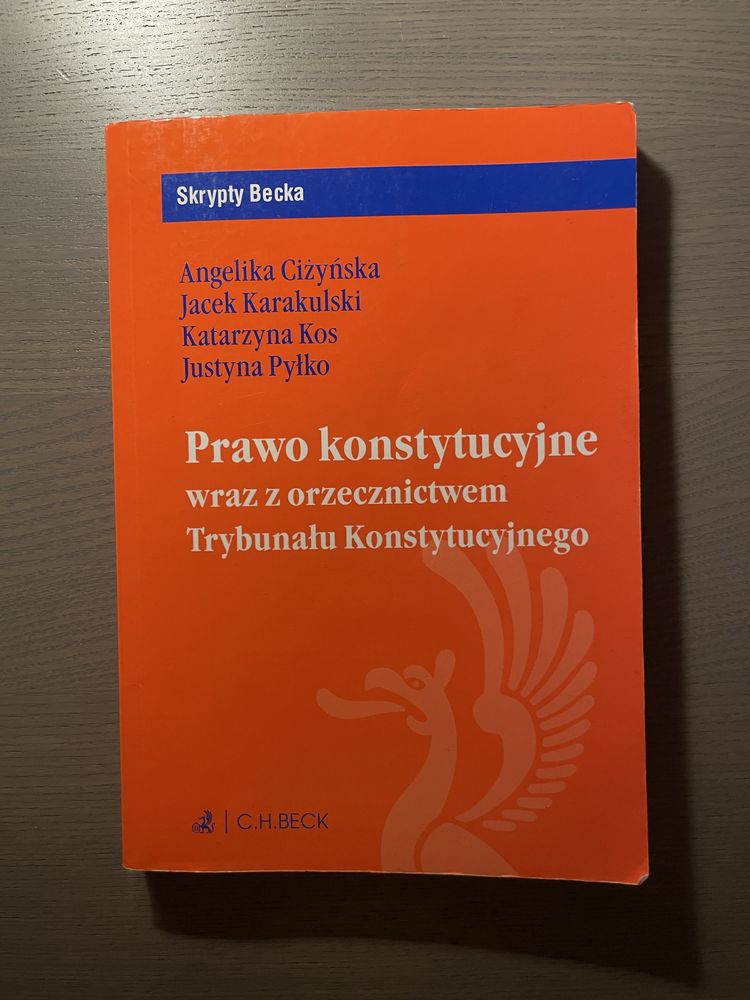 Skrypty Becka
Angelika Ciżyńska
Jacek Karakulski
Katarzyna Kos
Justyna Pyłko
Prawo konstytucyjne
wraz z orzecznictwem
Trybunału Konstytucyjnego
C.H.BECK